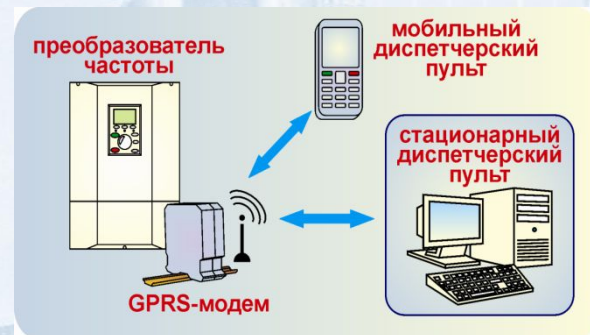 преобразователь
частоты
мобильный
диспетчерский
пульт
стационарный
диспетчерский
пульт
GPRS-модем